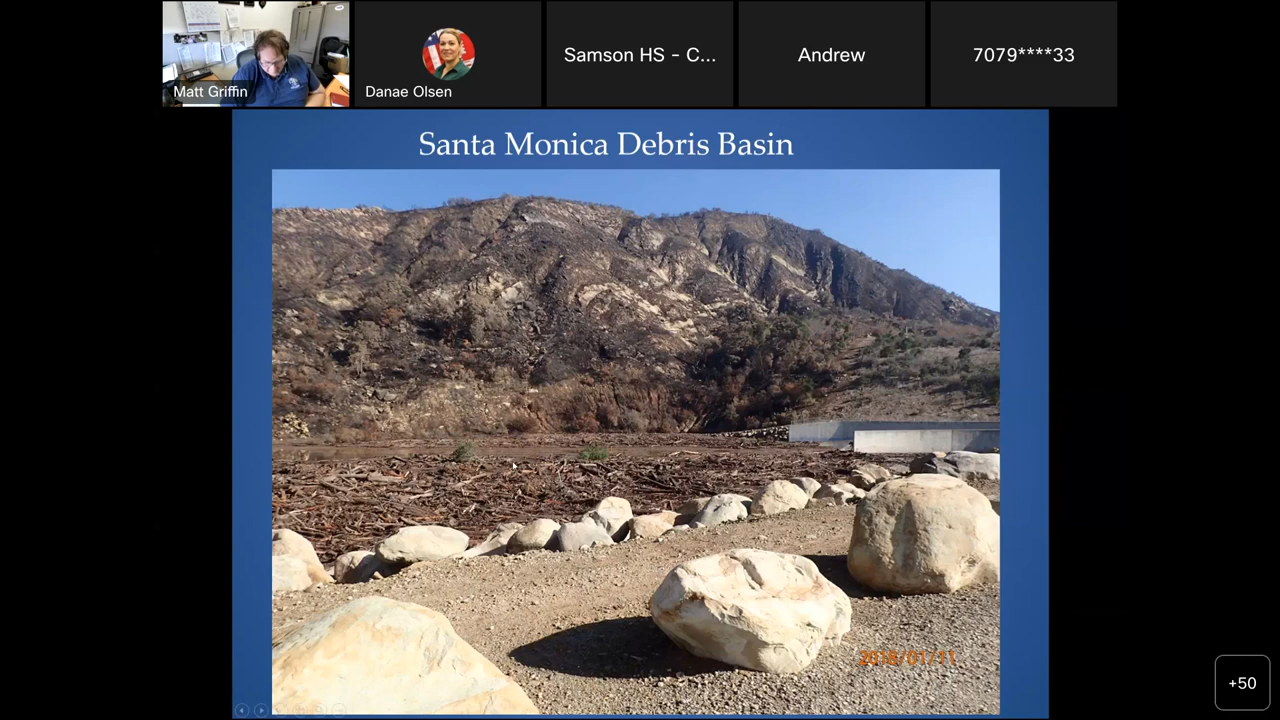 Matt Griffin
Danae Olsen
Samson HS - C...
Andrew
7079****33
Santa Monica Debris Basin
2018/01/11
+50